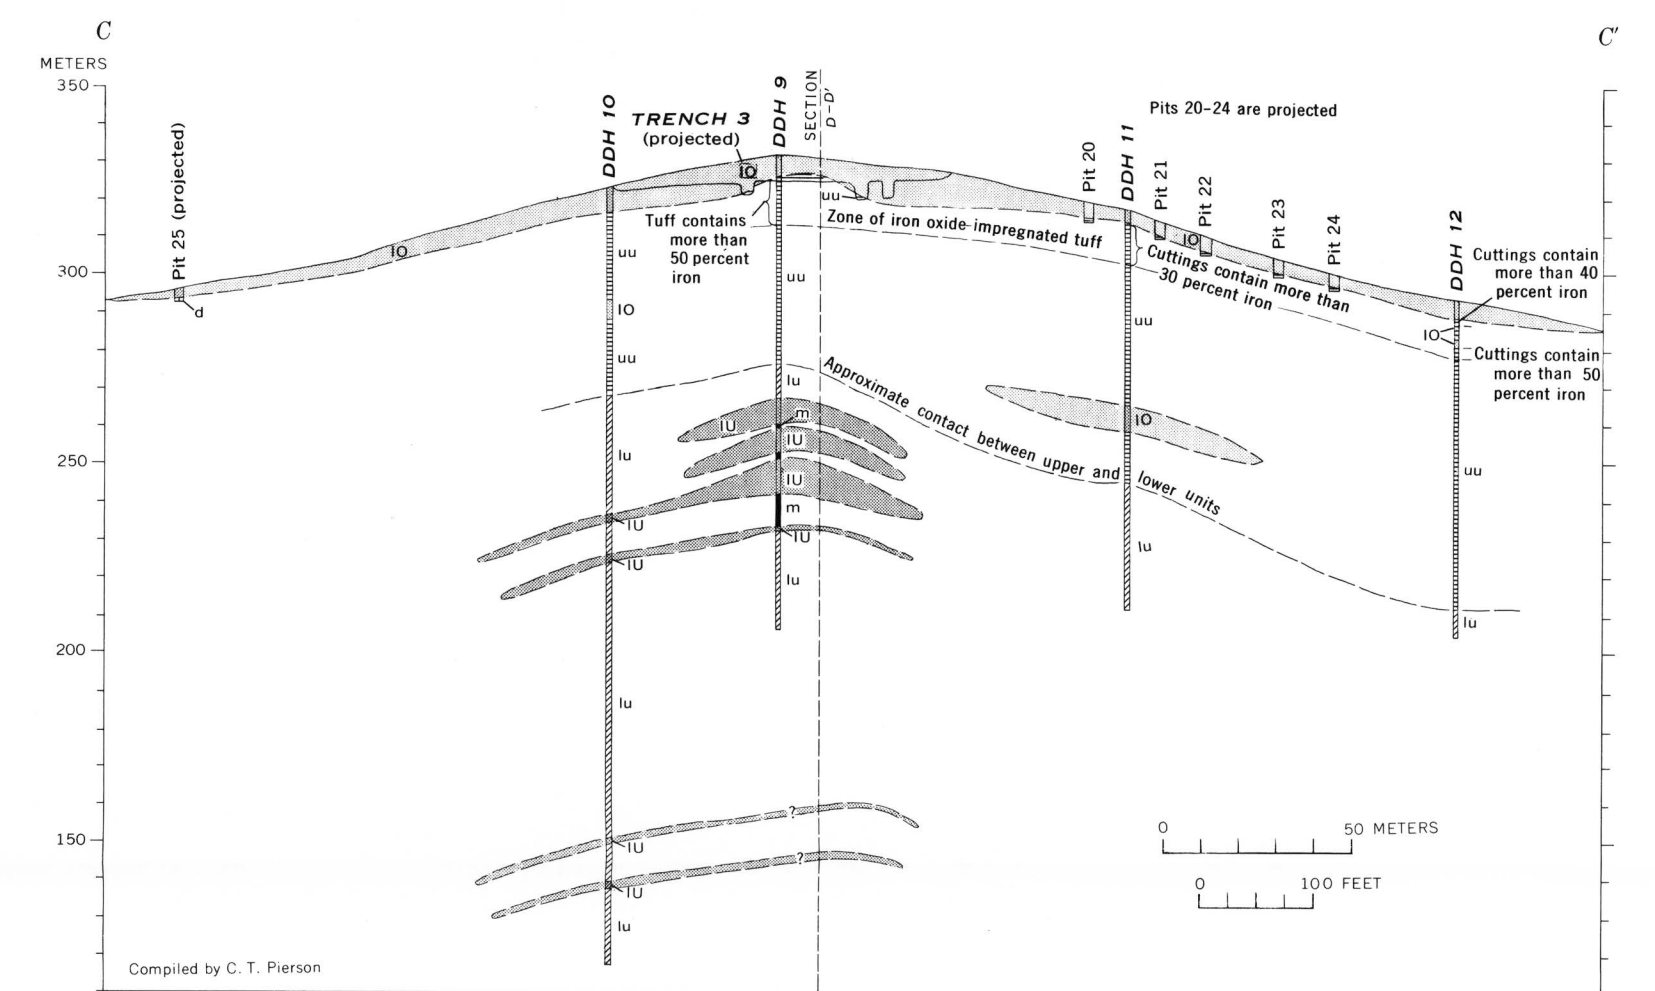 C
C'
METERS
350
300
250
200
150
Pit 25 (projected)
DDH 10
TRENCH 3
(projected)
DDH 9
SECTION
D–D'
Pits 20–24 are projected
Pit 20
DDH 11
Pit 21
Pit 22
Pit 23
Pit 24
DDH 12
IO
IO
IO
d
uu
IO
uu
lu
IU
IU
lu
IU
IU
lu
Tuff contains
more than
50 percent
iron
uu
Zone of iron oxide-impregnated tuff
uu
lu
m
IU
IU
IU
m
IU
lu
Approximate contact between upper and lower units
Cuttings contain more than
30 percent iron
uu
IO
lu
Cuttings contain
more than 40
percent iron
IO
Cuttings contain
more than 50
percent iron
uu
lu
?
?
0 50 METERS
0 100 FEET
Compiled by C. T. Pierson